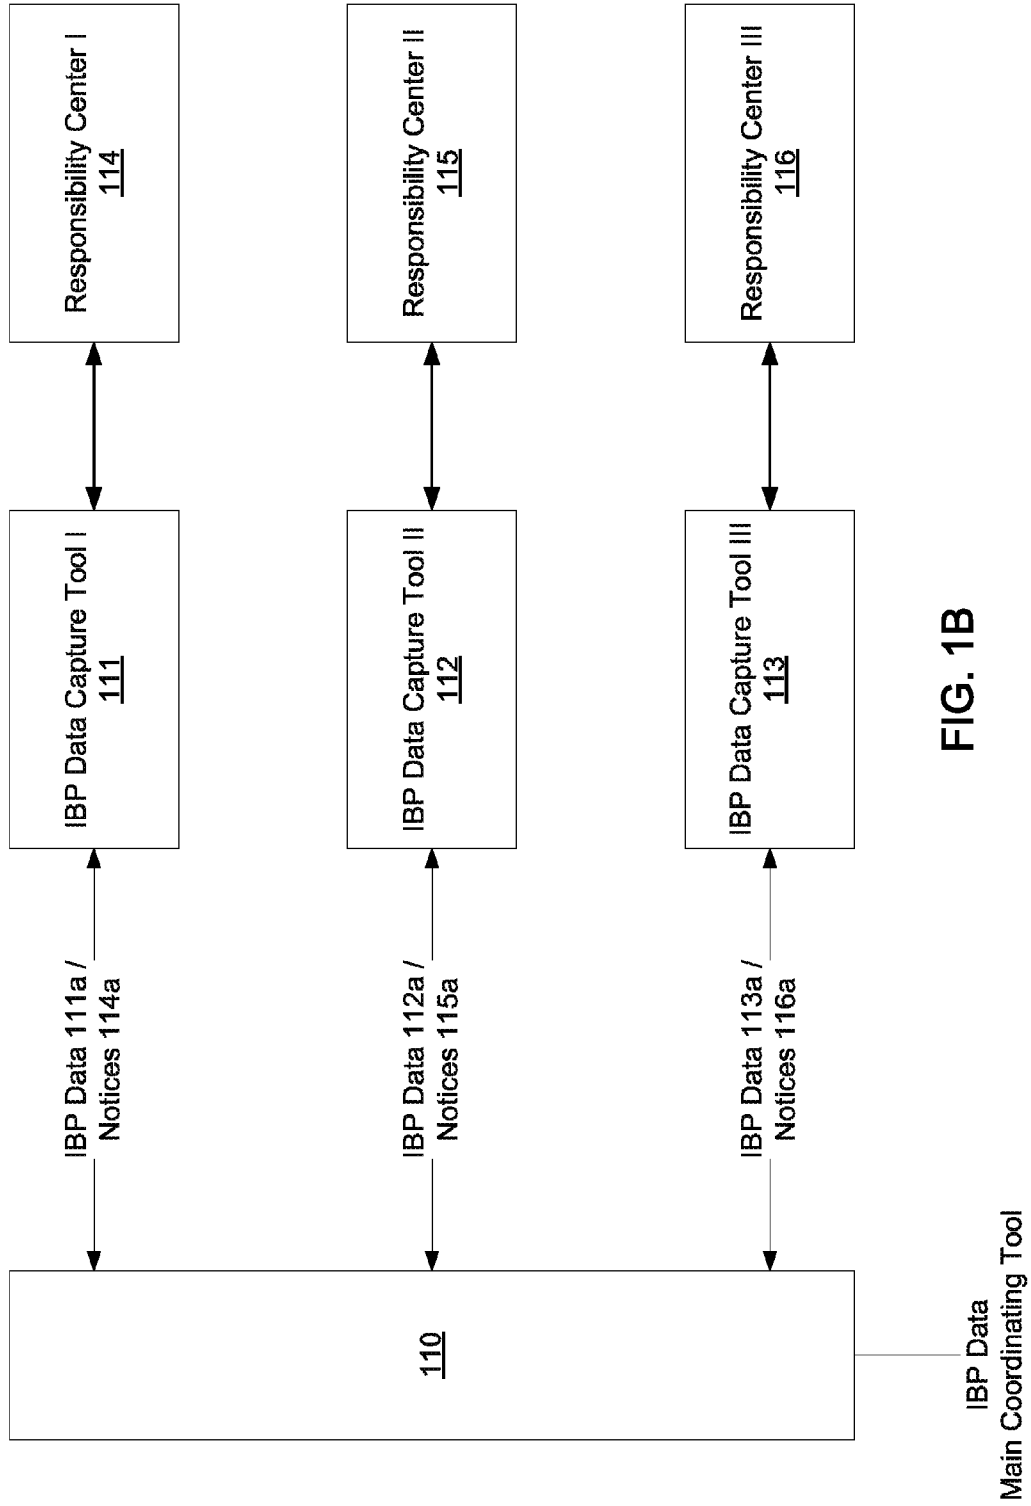 IBP Data 111a /
Notices 114a
IBP Data Capture Tool I
111
Responsibility Center I
114
110
IBP Data 112a /
Notices 115a
IBP Data Capture Tool II
112
Responsibility Center II
115
IBP Data 113a /
Notices 116a
IBP Data Capture Tool III
113
Responsibility Center III
116
IBP Data
Main Coordinating Tool
FIG. 1B